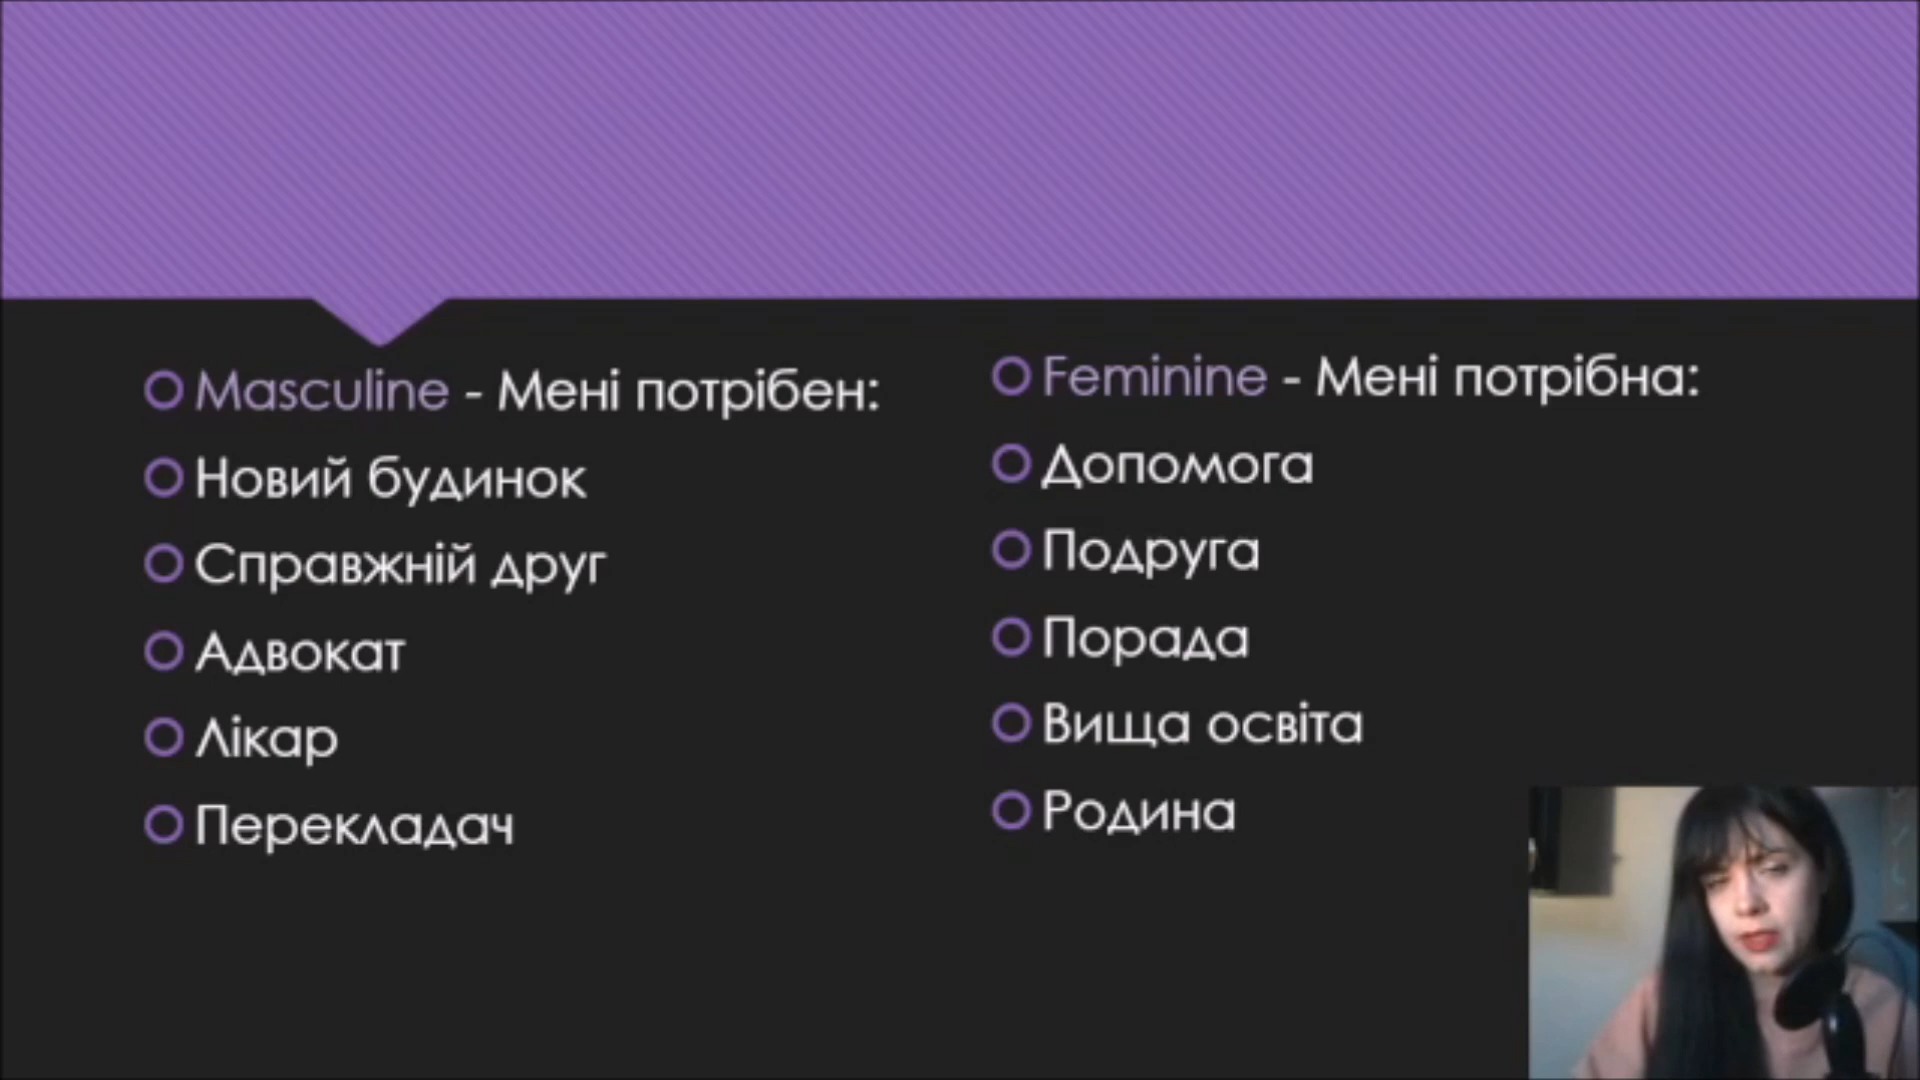 Masculine - Мені потрібен:
Новий будинок
Справжній друг
Адвокат
Лікар
Перекладач
Feminine - Мені потрібна:
Допомога
Подруга
Порада
Вища освіта
Родина